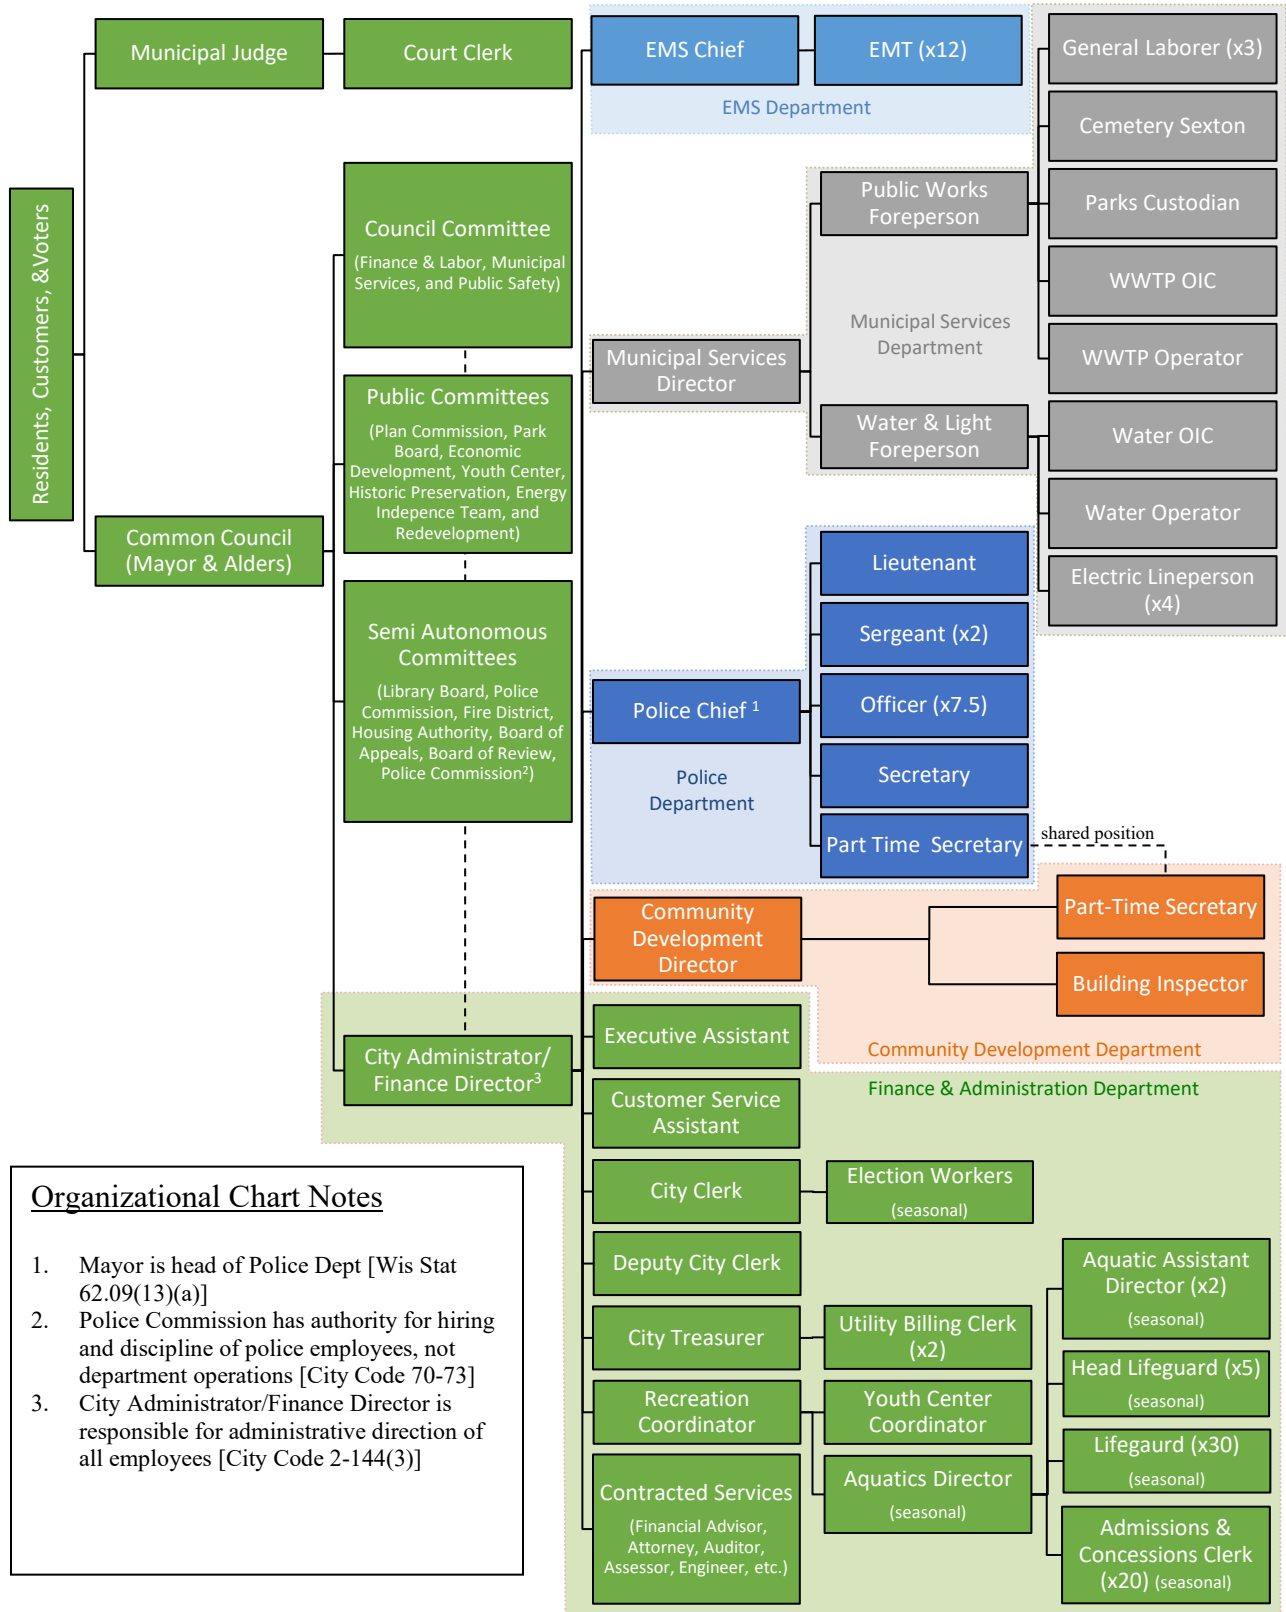 Residents, Customers, &Voters
Municipal Judge
Court Clerk
Common Council
(Mayor & Alders)
Council Committee
(Finance & Labor, Municipal
Services, and Public Safety)
Public Committees
(Plan Commission, Park
Board, Economic
Development, Youth Center,
Historic Preservation, Energy
Indepence Team, and
Redevelopment)
Semi Autonomous
Committees
(Library Board, Police
Commission, Fire District,
Housing Authority, Board of
Appeals, Board of Review,
Police Commission²)
City Administrator/
Finance Director³
EMS Chief
EMT (x12)
EMS Department
Municipal Services
Director
Public Works
Foreperson
Municipal Services
Department
Water & Light
Foreperson
General Laborer (x3)
Cemetery Sexton
Parks Custodian
WWTP OIC
WWTP Operator
Water OIC
Water Operator
Electric Lineperson
(x4)
Police Chief ¹
Police
Department
Lieutenant
Sergeant (x2)
Officer (x7.5)
Secretary
Part Time Secretary
shared position
Community
Development
Director
Part-Time Secretary
Building Inspector
Community Development Department
Finance & Administration Department
Executive Assistant
Customer Service
Assistant
City Clerk
Election Workers
(seasonal)
Deputy City Clerk
City Treasurer
Utility Billing Clerk
(x2)
Recreation
Coordinator
Youth Center
Coordinator
Aquatics Director
(seasonal)
Aquatic Assistant
Director (x2)
(seasonal)
Head Lifeguard (x5)
(seasonal)
Lifegaurd (x30)
(seasonal)
Admissions &
Concessions Clerk
(x20) (seasonal)
Contracted Services
(Financial Advisor,
Attorney, Auditor,
Assessor, Engineer, etc.)
Organizational Chart Notes
1. Mayor is head of Police Dept [Wis Stat
62.09(13)(a)]
2. Police Commission has authority for hiring
and discipline of police employees, not
department operations [City Code 70-73]
3. City Administrator/Finance Director is
responsible for administrative direction of
all employees [City Code 2-144(3)]